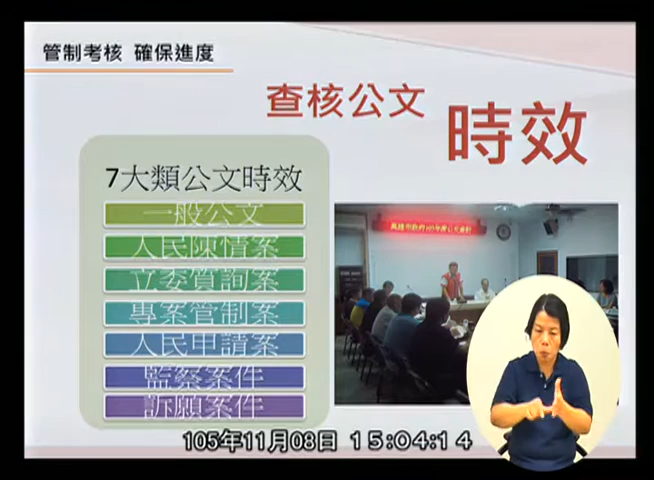 管制考核 確保進度
查核公文 時效
7大類公文時效
一般公文
人民陳情案
立委質詢案
專案管制案
人民申請案
監察案件
訴願案件
105年11月08日 15:04:14